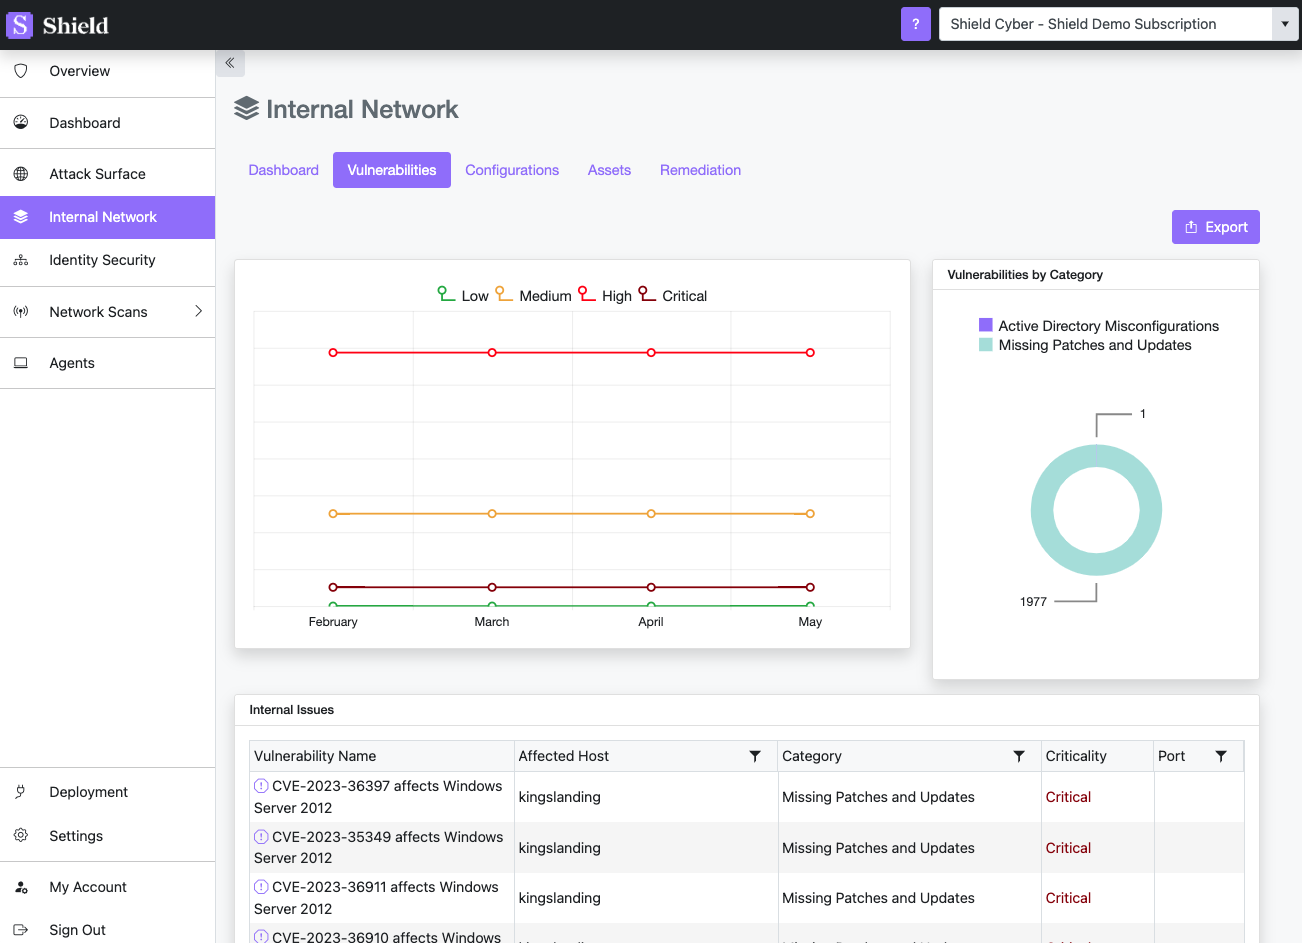 S Shield
? Shield Cyber - Shield Demo Subscription
Overview
Dashboard
Attack Surface
Internal Network
Identity Security
Network Scans
Agents
Deployment
Settings
My Account
Sign Out
Internal Network
Dashboard Vulnerabilities Configurations Assets Remediation
Export
Low Medium High Critical
February March April May
Vulnerabilities by Category
Active Directory Misconfigurations
Missing Patches and Updates
1
1977
Internal Issues
Vulnerability Name Affected Host Category Criticality Port
CVE-2023-36397 affects Windows
Server 2012
kingslanding Missing Patches and Updates Critical
CVE-2023-35349 affects Windows
Server 2012
kingslanding Missing Patches and Updates Critical
CVE-2023-36911 affects Windows
Server 2012
kingslanding Missing Patches and Updates Critical
CVE-2023-36910 affects Windows